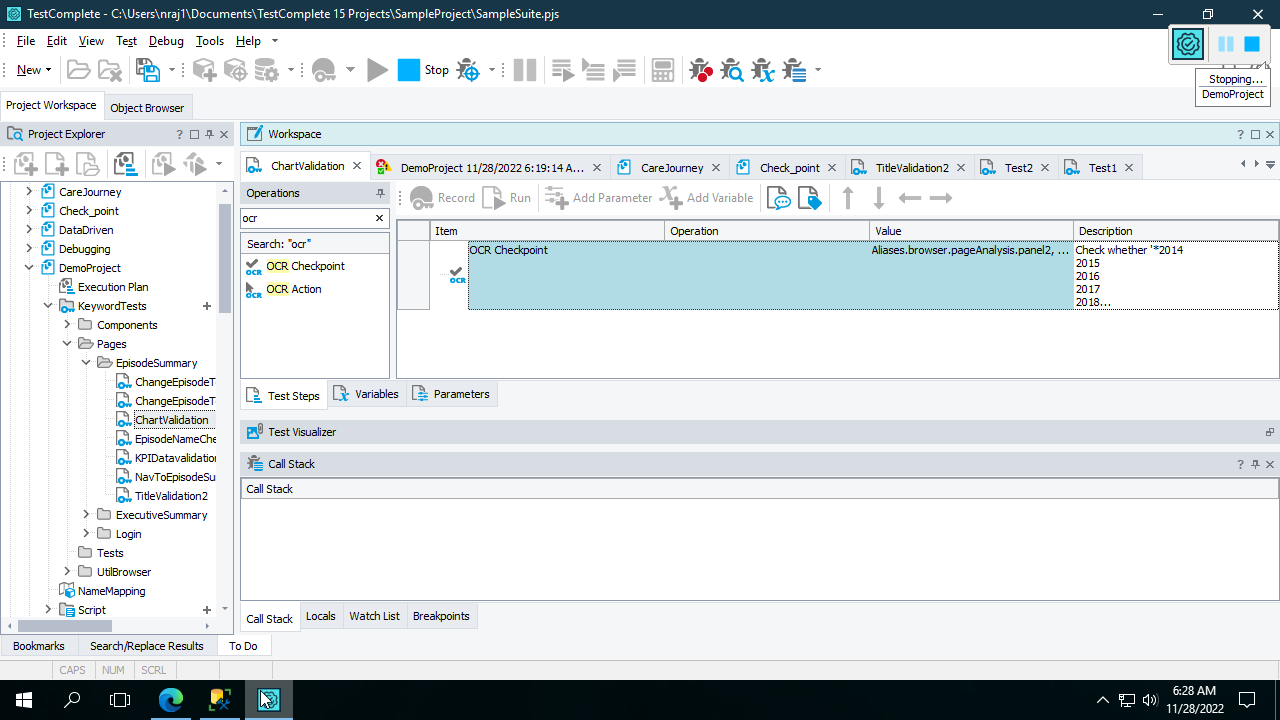 TestComplete - C:\Users\nraj1\Documents\TestComplete 15 Projects\SampleProject\SampleSuite.pjs
File Edit View Test Debug Tools Help
New
Stop
Stopping...
DemoProject
Project Workspace
Object Browser
Project Explorer
Workspace
ChartValidation
DemoProject 11/28/2022 6:19:14 A...
CareJourney
Check_point
TitleValidation2
Test2
Test1
Operations
Record
Run
Add Parameter
Add Variable
ocr
Search: "ocr"
OCR Checkpoint
OCR Action
Item
Operation
Value
Description
OCR Checkpoint
Aliases.browser.pageAnalysis.panel2, ...
Check whether '*2014
2015
2016
2017
2018...
CareJourney
Check_point
DataDriven
Debugging
DemoProject
Execution Plan
KeywordTests
Components
Pages
EpisodeSummary
ChangeEpisodeT
ChangeEpisodeT
ChartValidation
EpisodeNameChe
KPIDatavalidation
NavToEpisodeSu
TitleValidation2
ExecutiveSummary
Login
Tests
UtilBrowser
NameMapping
Script
Test Steps
Variables
Parameters
Test Visualizer
Call Stack
Call Stack
Call Stack
Locals
Watch List
Breakpoints
Bookmarks
Search/Replace Results
To Do
CAPS NUM SCRL
6:28 AM
11/28/2022